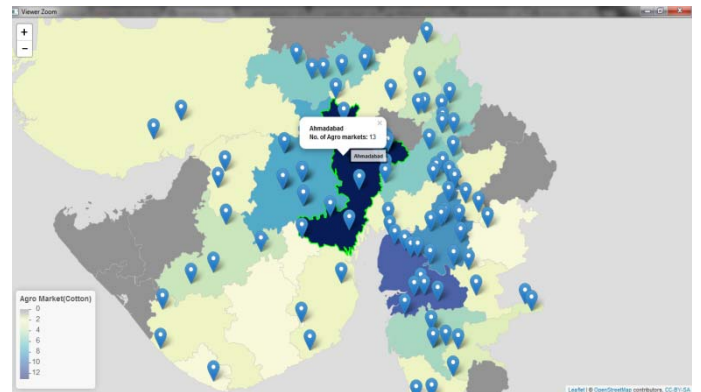 Viewer Zoom
+
−
×
Ahmadabad
No. of Agro markets: 13
Ahmadabad
Agro Market(Cotton)
0
2
4
6
8
10
12
Leaflet | © OpenStreetMap contributors, CC-BY-SA